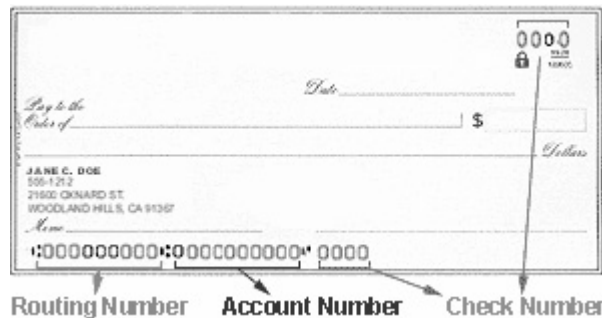 0000
Date
Pay to the
Order of
$
Dollars
JANE C. DOE
555-1212
21600 OXNARD ST.
WOODLAND HILLS, CA 91367
Memo
⑆000000000⑆0000000000⑈ 0000
Routing Number Account Number Check Number